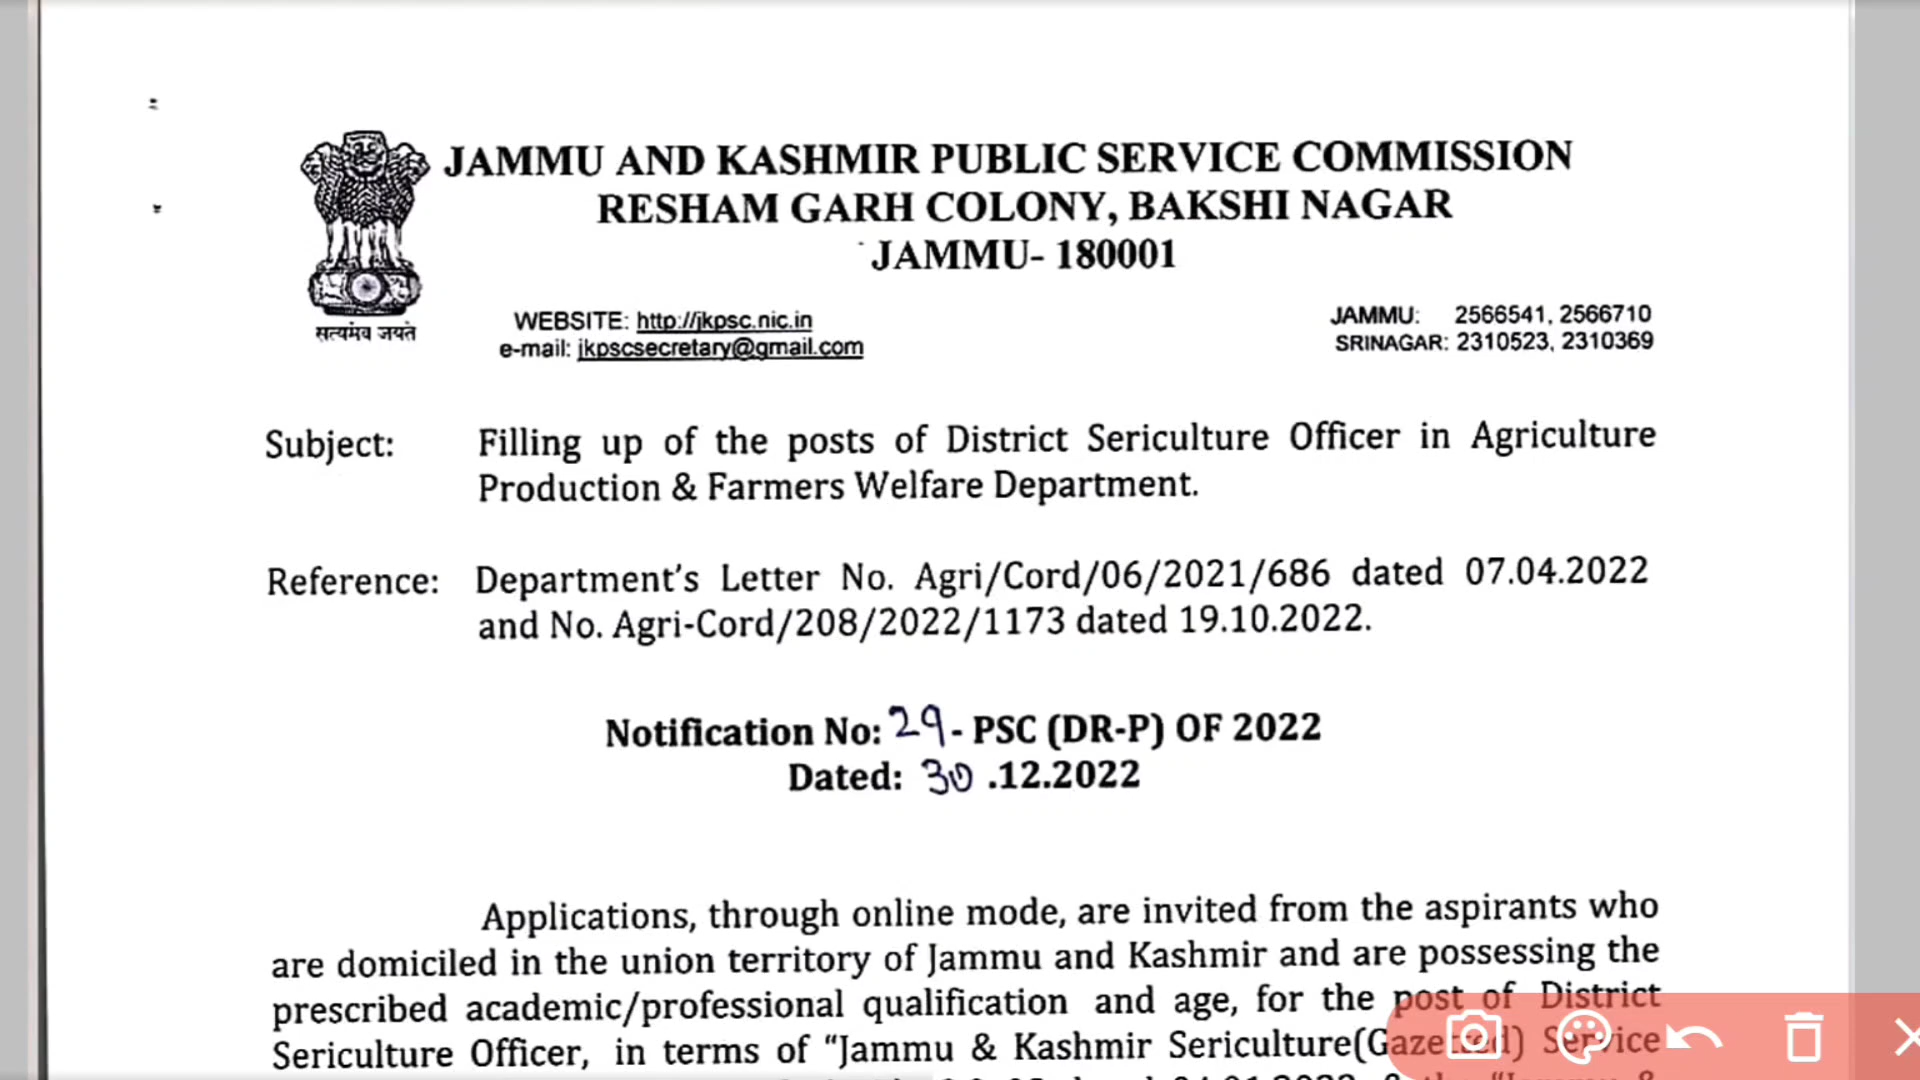 JAMMU AND KASHMIR PUBLIC SERVICE COMMISSION
RESHAM GARH COLONY, BAKSHI NAGAR
JAMMU- 180001
सत्यमेव जयते
WEBSITE: http://jkpsc.nic.in
e-mail: jkpscsecretary@gmail.com
JAMMU: 2566541, 2566710
SRINAGAR: 2310523, 2310369
Subject: Filling up of the posts of District Sericulture Officer in Agriculture
Production & Farmers Welfare Department.
Reference: Department's Letter No. Agri/Cord/06/2021/686 dated 07.04.2022
and No. Agri-Cord/208/2022/1173 dated 19.10.2022.
Notification No: 29- PSC (DR-P) OF 2022
Dated: 30 .12.2022
Applications, through online mode, are invited from the aspirants who
are domiciled in the union territory of Jammu and Kashmir and are possessing the
prescribed academic/professional qualification and age, for the post of District
Sericulture Officer, in terms of "Jammu & Kashmir Sericulture(Gazetted) Service